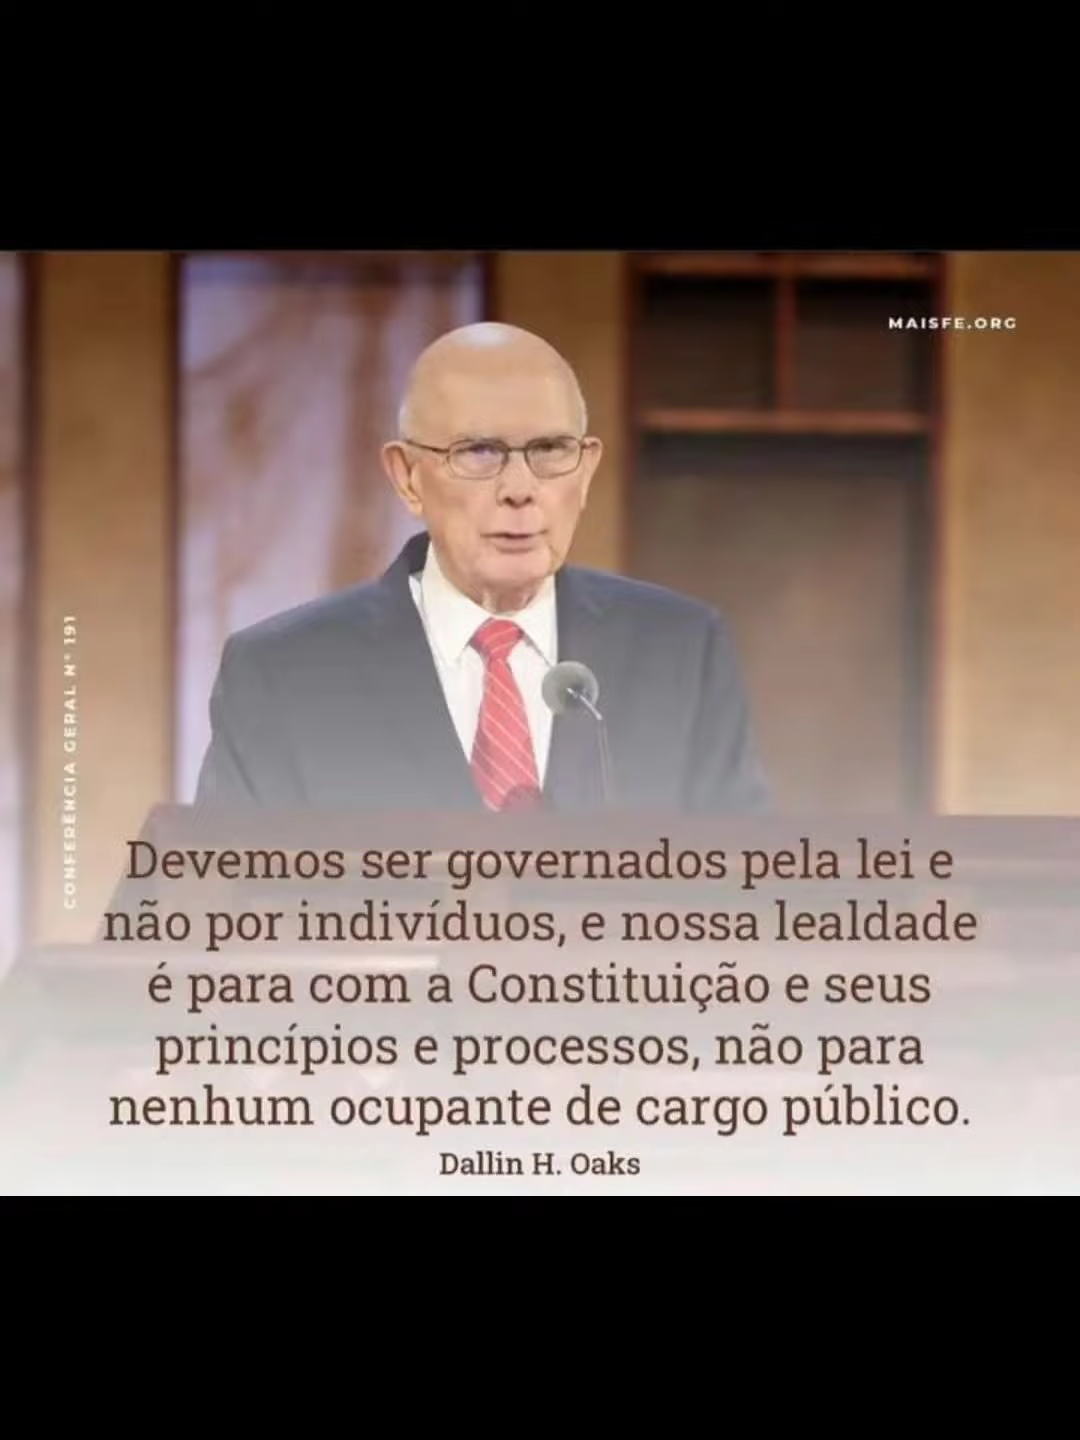 MAISFE.ORG
CONFERÊNCIA GERAL Nº 191
Devemos ser governados pela lei e
não por indivíduos, e nossa lealdade
é para com a Constituição e seus
princípios e processos, não para
nenhum ocupante de cargo público.
Dallin H. Oaks